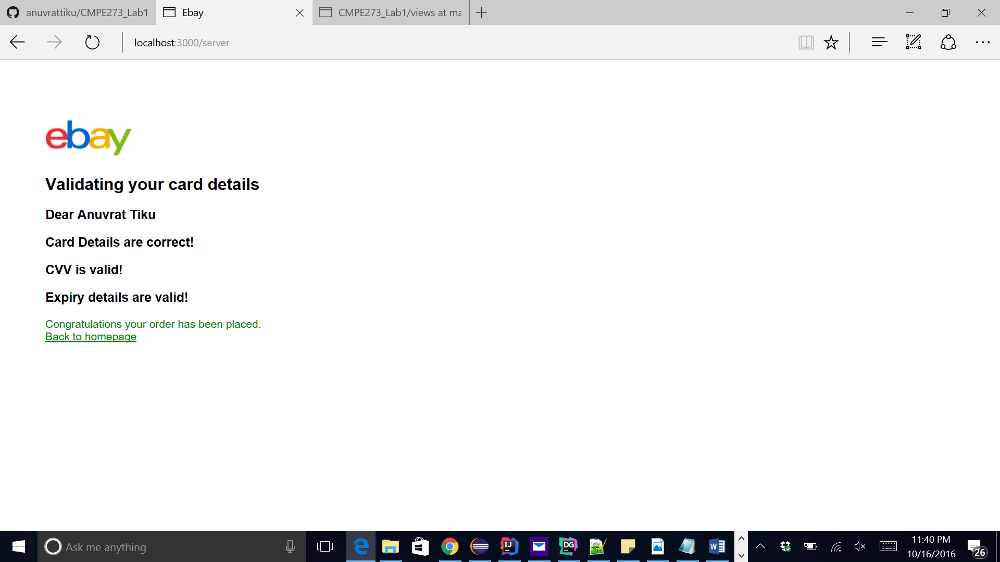 anuvrattiku/CMPE273_Lab1
Ebay
CMPE273_Lab1/views at ma
localhost:3000/server
ebay
Validating your card details
Dear Anuvrat Tiku
Card Details are correct!
CVV is valid!
Expiry details are valid!
Congratulations your order has been placed.
Back to homepage
Ask me anything
IJ
DG
W
11:40 PM
10/16/2016
26